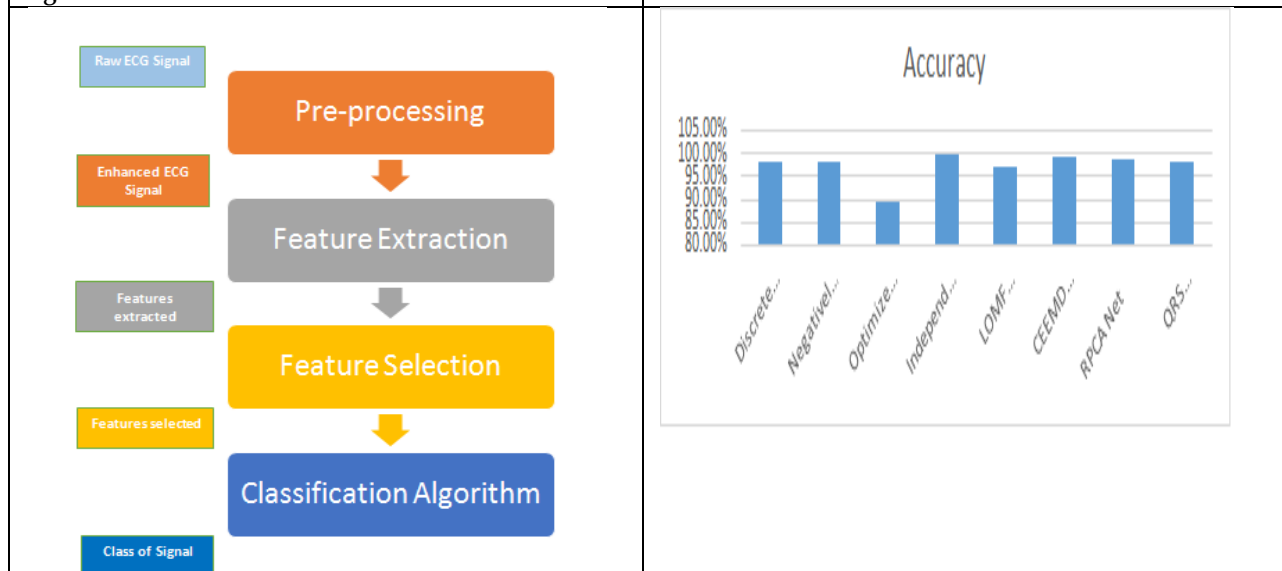 Raw ECG Signal
Pre-processing
Enhanced ECG
Signal
Feature Extraction
Features
extracted
Feature Selection
Features selected
Classification Algorithm
Class of Signal
Accuracy
105.00%
100.00%
95.00%
90.00%
85.00%
80.00%
Discrete...
Negativel...
Optimize...
Independ...
LOMF...
CEEMD...
RPCA Net
QRS...